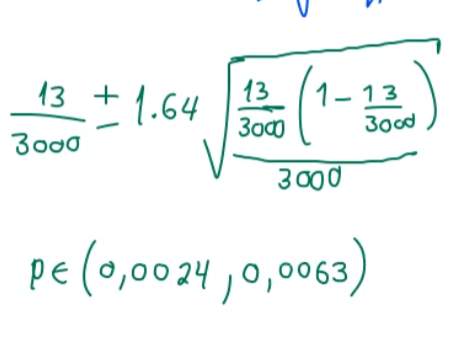 13/3000 ± 1.64 √(13/3000 (1 - 13/3000) / 3000)
p∈(0,0024, 0,0063)